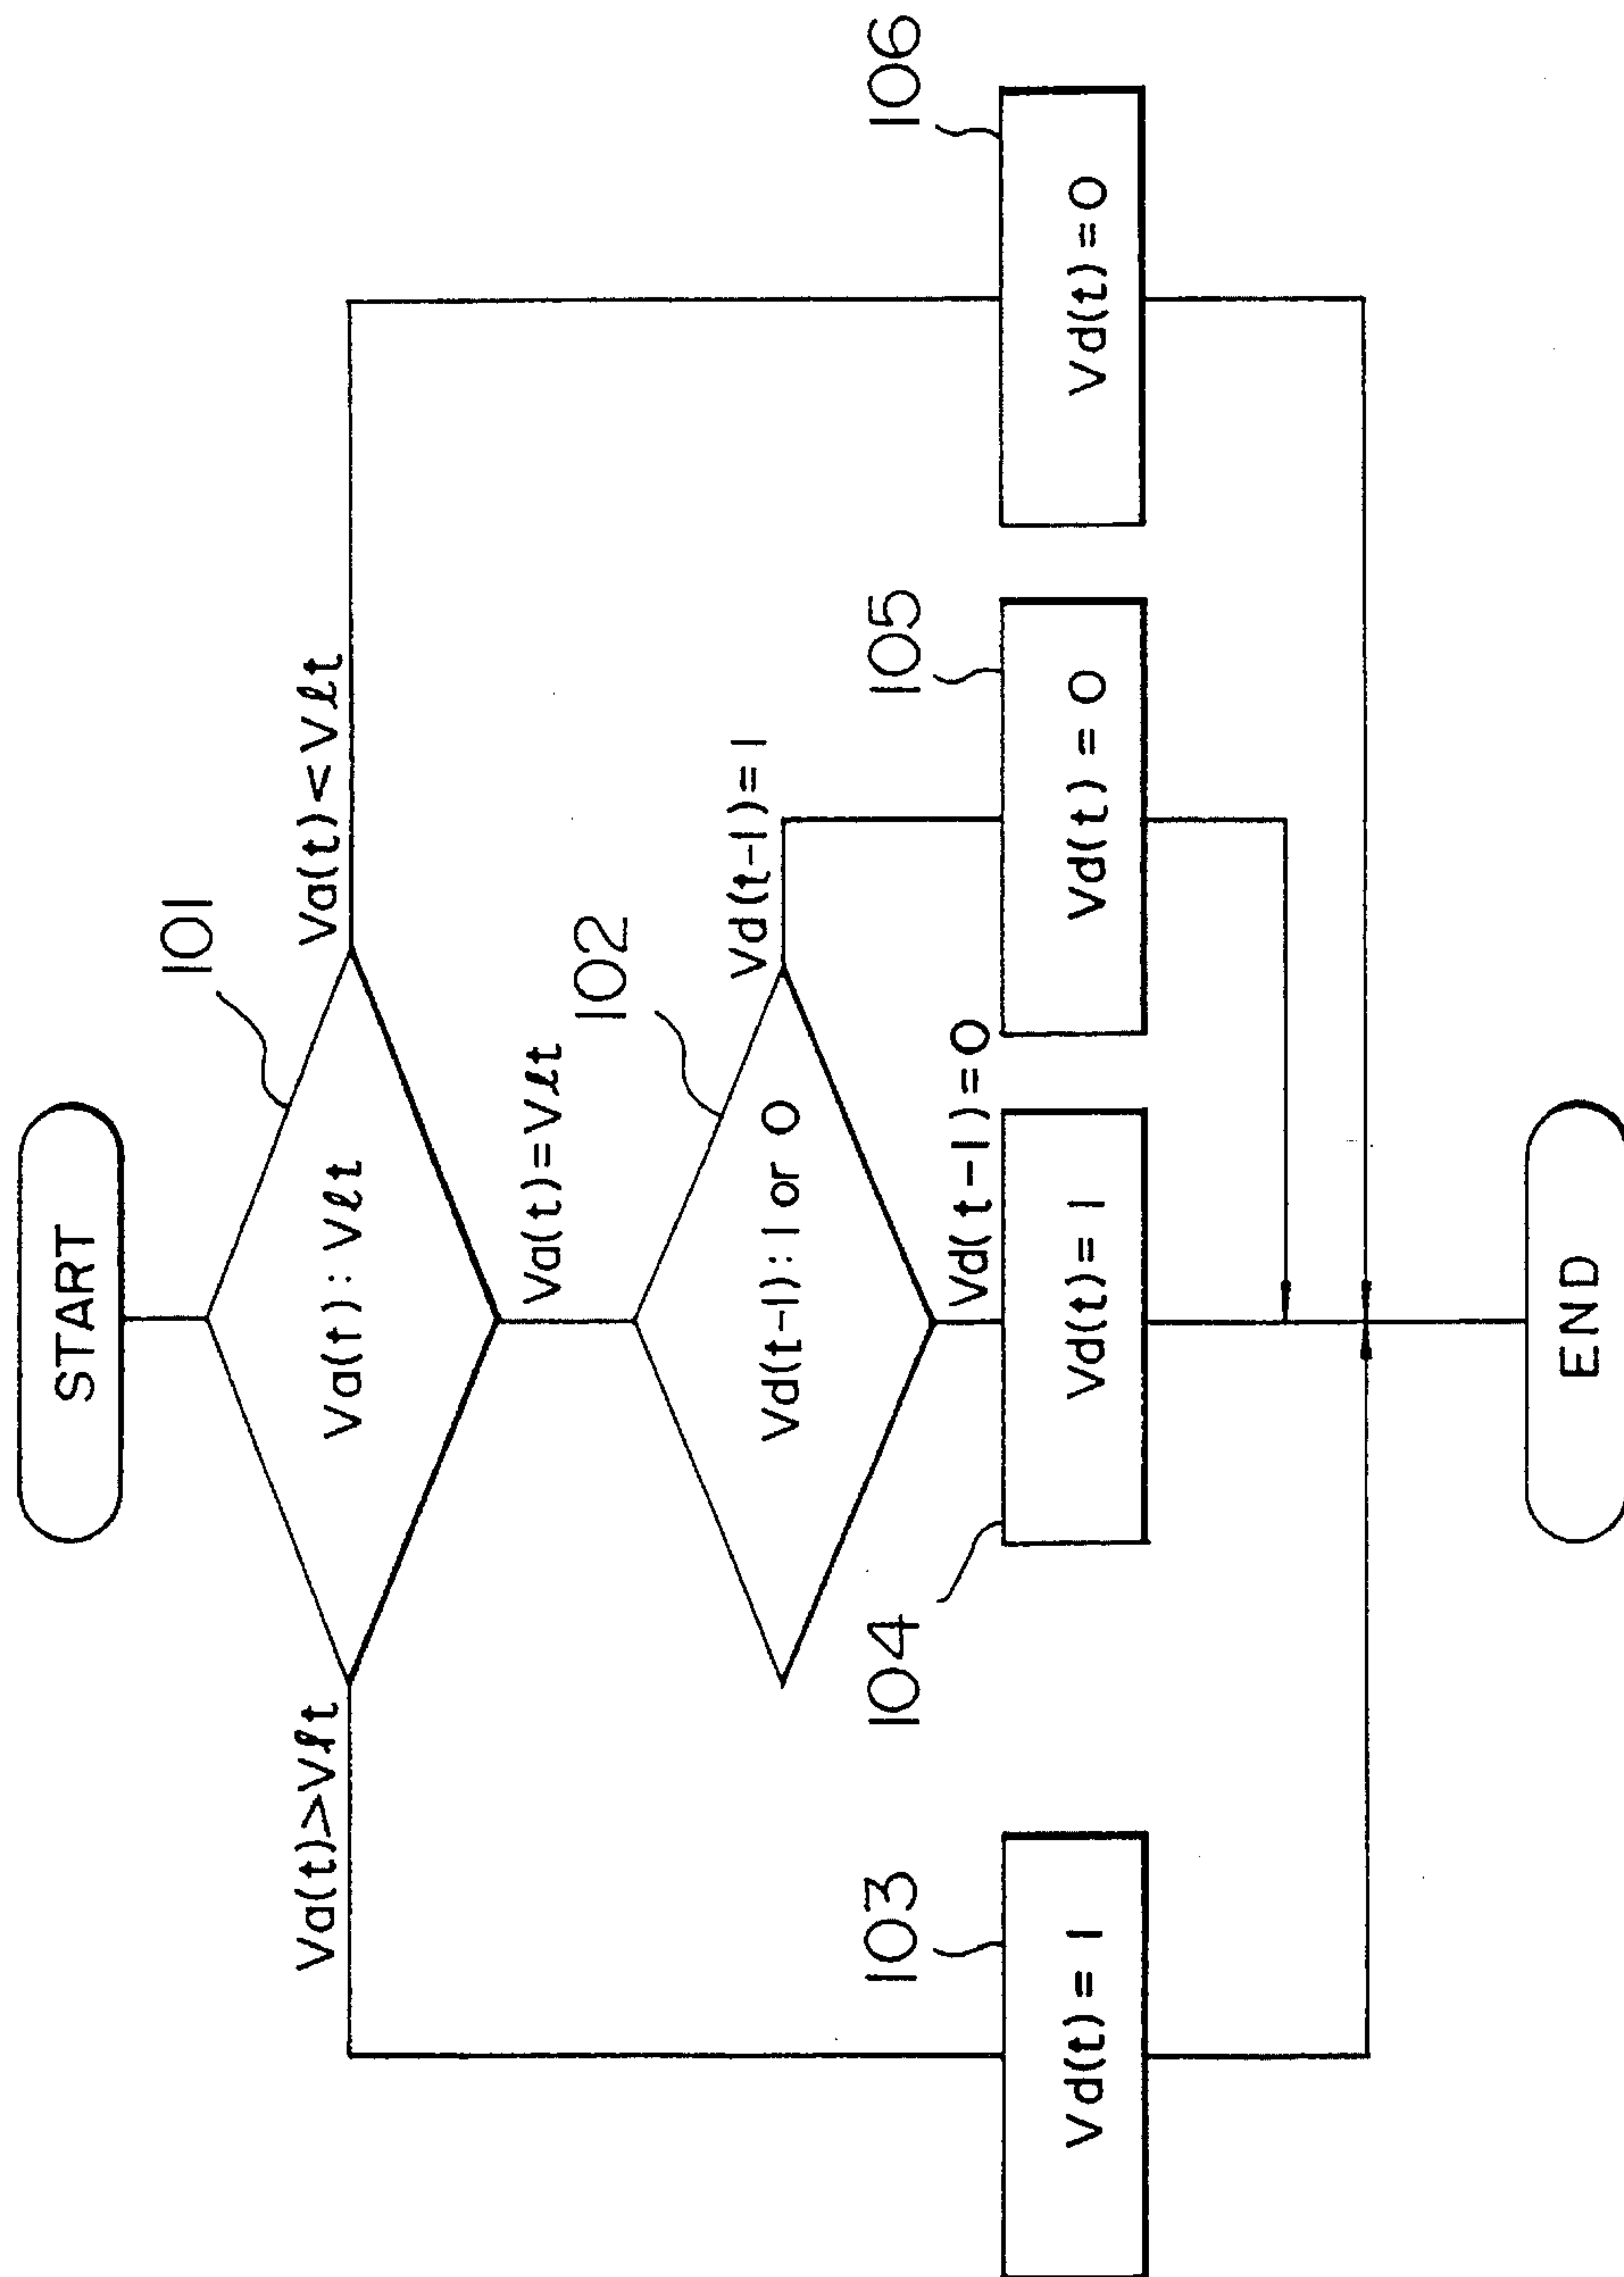 START
101
Va(t) : Vℓt
Va(t)>Vℓt
Va(t)<Vℓt
Va(t)=Vℓt
102
Vd(t-1) : 1 or 0
Vd(t-1)=1
Vd(t-1)=0
103
Vd(t) = 1
104
Vd(t) = 1
105
Vd(t) = 0
106
Vd(t) = 0
END